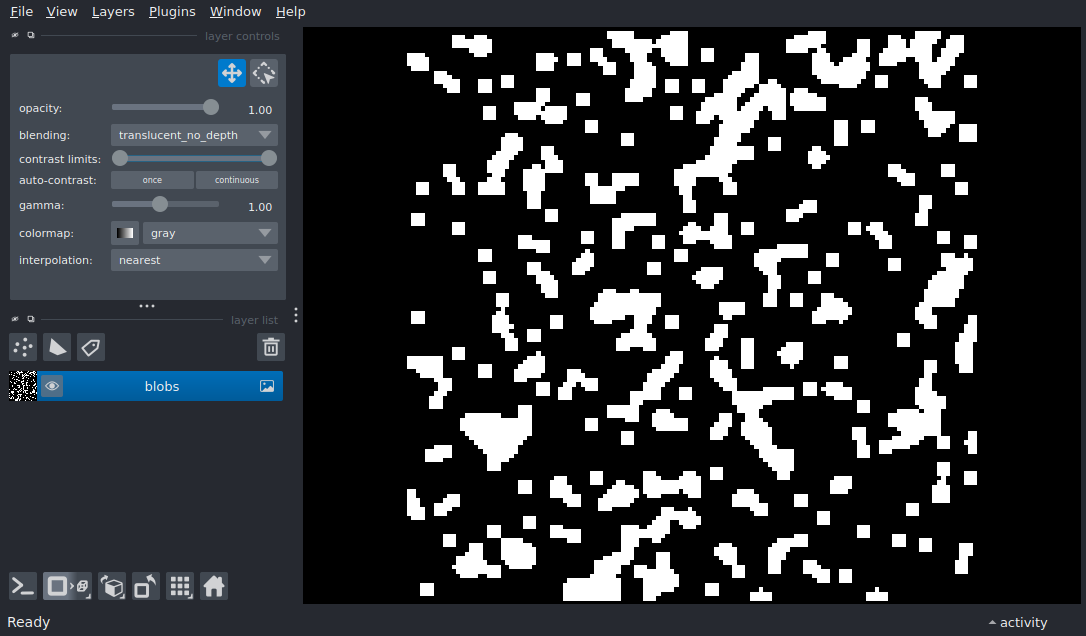 File View Layers Plugins Window Help
layer controls
opacity: 1.00
blending: translucent_no_depth
contrast limits:
auto-contrast: once continuous
gamma: 1.00
colormap: gray
interpolation: nearest
layer list
blobs
Ready activity